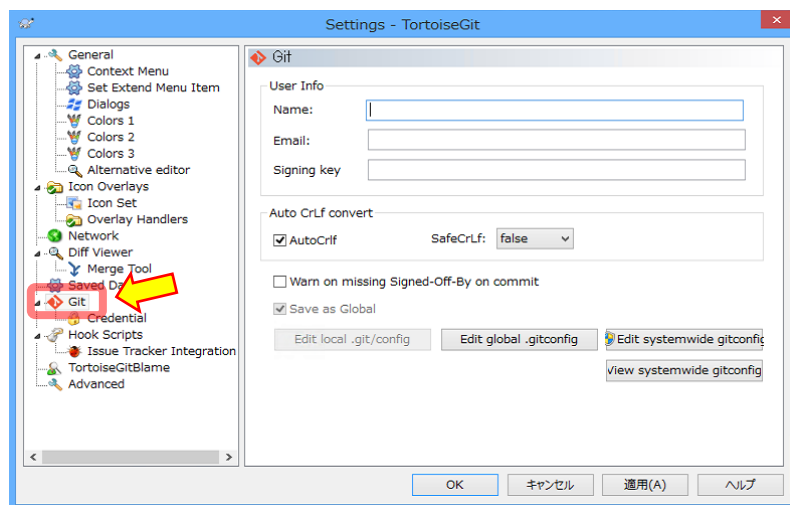 Settings - TortoiseGit
General
Context Menu
Set Extend Menu Item
Dialogs
Colors 1
Colors 2
Colors 3
Alternative editor
Icon Overlays
Icon Set
Overlay Handlers
Network
Diff Viewer
Merge Tool
Saved Da
Git
Credential
Hook Scripts
Issue Tracker Integration
TortoiseGitBlame
Advanced
Git
User Info
Name:
Email:
Signing key
Auto CrLf convert
AutoCrlf SafeCrLf: false
Warn on missing Signed-Off-By on commit
Save as Global
Edit local .git/config Edit global .gitconfig Edit systemwide gitconfig
View systemwide gitconfig
OK キャンセル 適用(A) ヘルプ